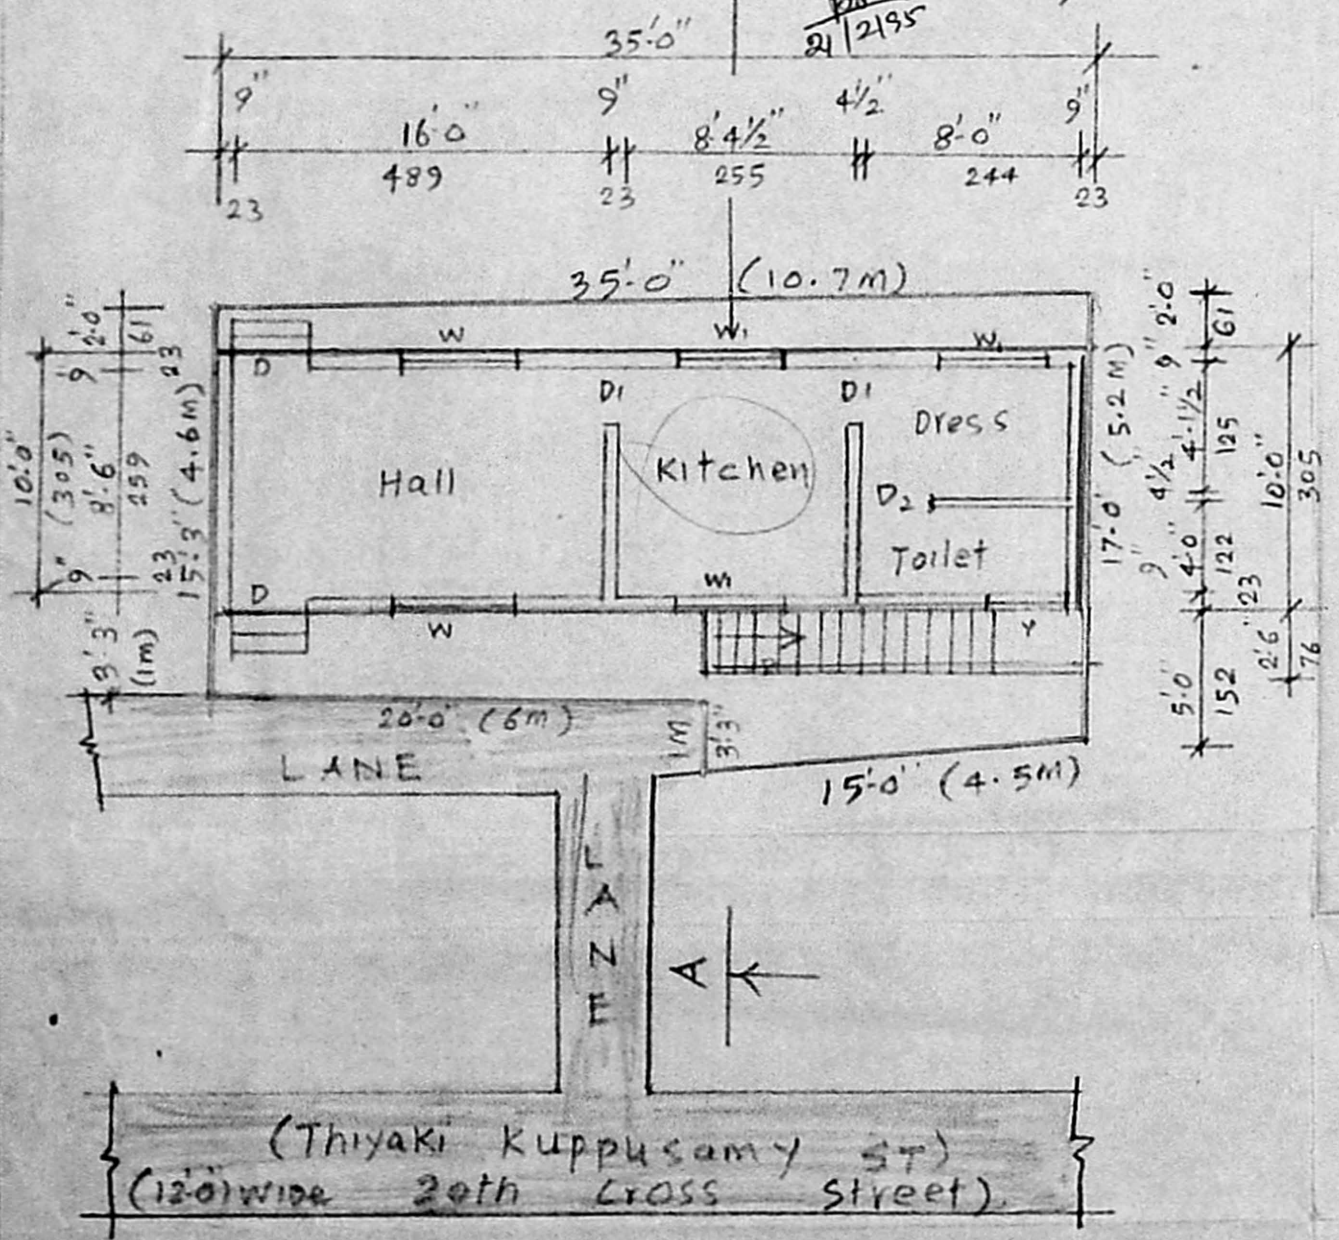 21/2/95
35'-0"
9" 16'-0" 9" 8'-4½" 4½" 8'-0" 9"
23 489 23 255 244 23
35'-0" (10.7M)
W W1 W1
D D1 D1
Dress
Hall Kitchen
D2
Toilet
D W1
W V
2'-0" 61
9" 23
10'-0" (305)
8'-6" 259
15'-3" (4.6M)
9" 23
3'-3" (1m)
17'-0" (5.2M)
2'-0" 61
9"
4'-1½" 125
4½"
4'-0" 122
9" 23
5'-0" 152
10'-0" 305
2'-6" 76
20'-0" (6m) 1M 3'-3"
LANE
15'-0" (4.5M)
LANE
A
(Thiyaki Kuppusamy ST)
(12'-0") WIDE 20th Cross Street)